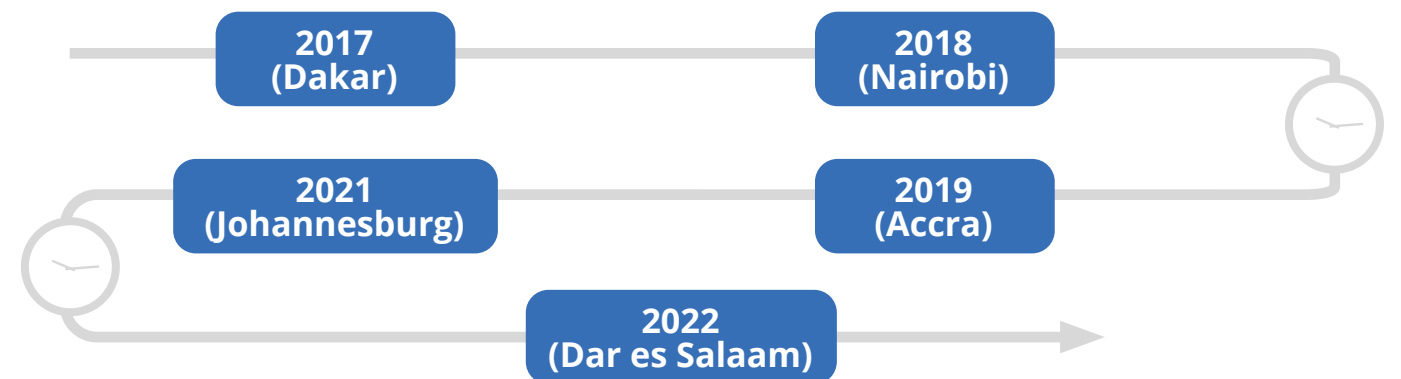 2017
(Dakar)
2018
(Nairobi)
2019
(Accra)
2021
(Johannesburg)
2022
(Dar es Salaam)